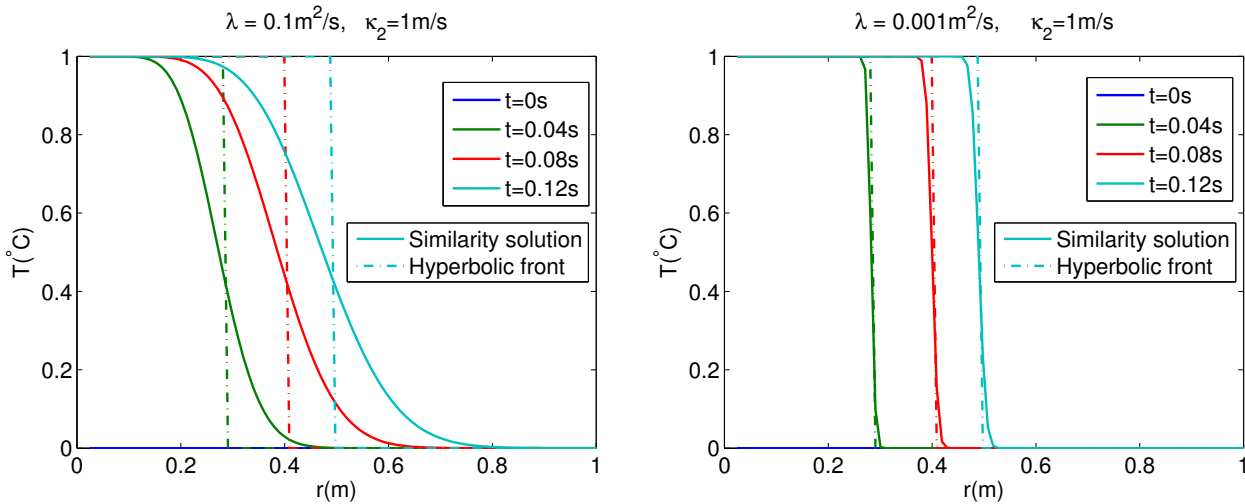 λ = 0.1m²/s, κ₂=1m/s
1
0.8
0.6
0.4
0.2
0
T(°C)
0
0.2
0.4
0.6
0.8
1
r(m)
t=0s
t=0.04s
t=0.08s
t=0.12s
Similarity solution
Hyperbolic front
λ = 0.001m²/s, κ₂=1m/s
1
0.8
0.6
0.4
0.2
0
T(°C)
0
0.2
0.4
0.6
0.8
1
r(m)
t=0s
t=0.04s
t=0.08s
t=0.12s
Similarity solution
Hyperbolic front